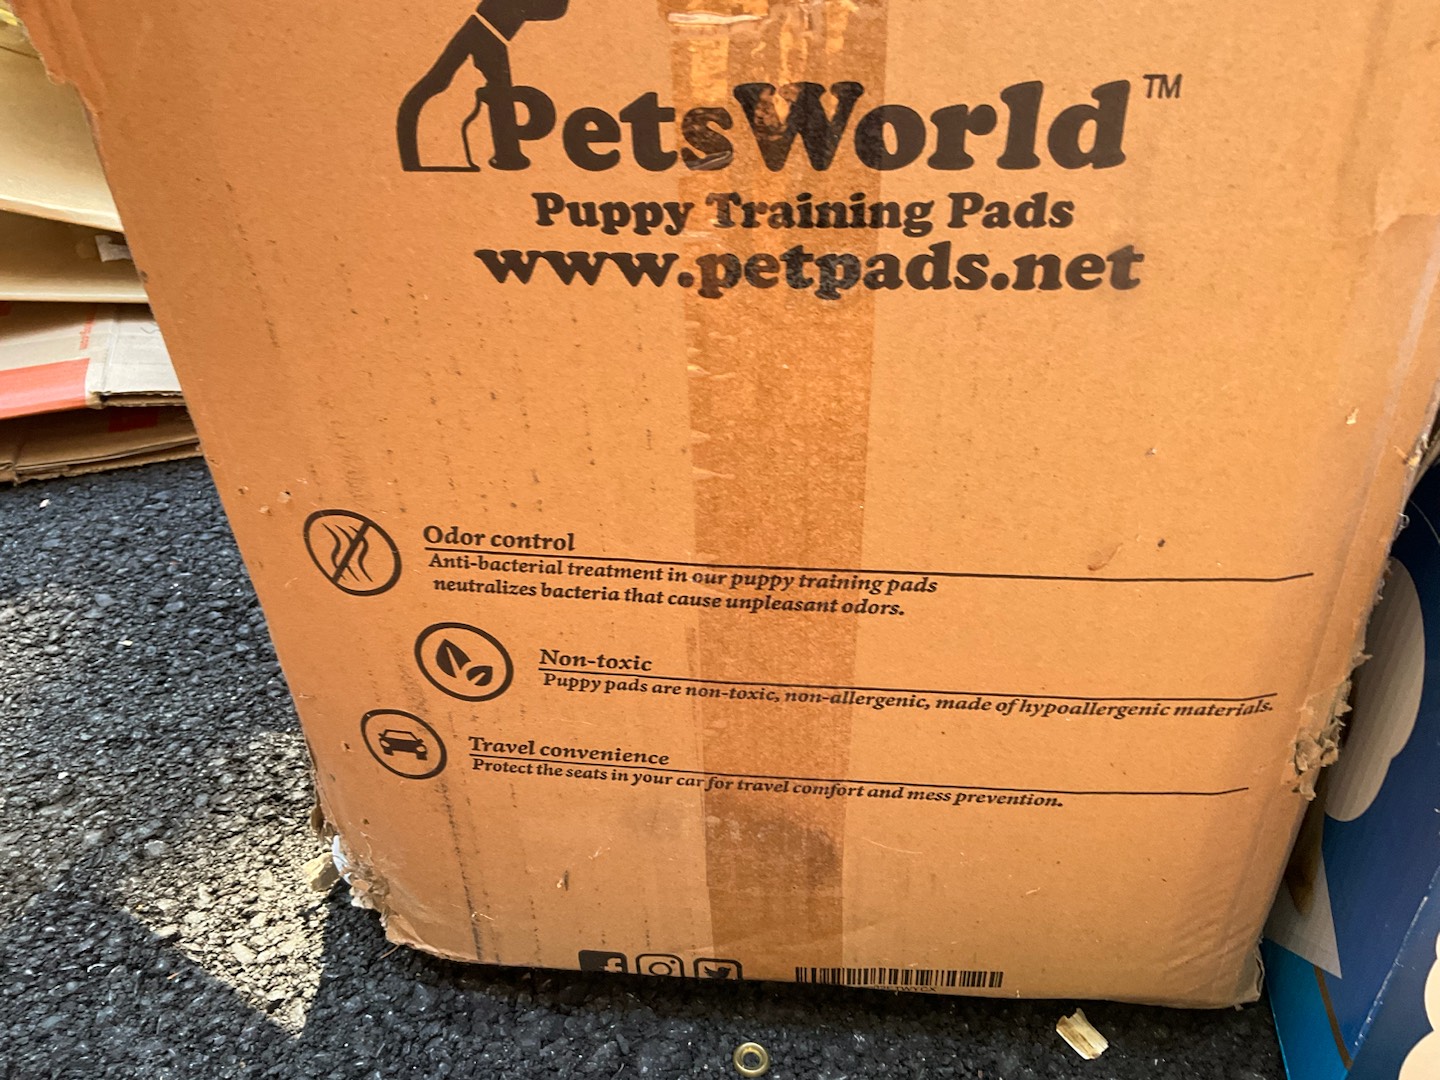 PetsWorld™
Puppy Training Pads
www.petpads.net
Odor control
Anti-bacterial treatment in our puppy training pads
neutralizes bacteria that cause unpleasant odors.
Non-toxic
Puppy pads are non-toxic, non-allergenic, made of hypoallergenic materials.
Travel convenience
Protect the seats in your car for travel comfort and mess prevention.